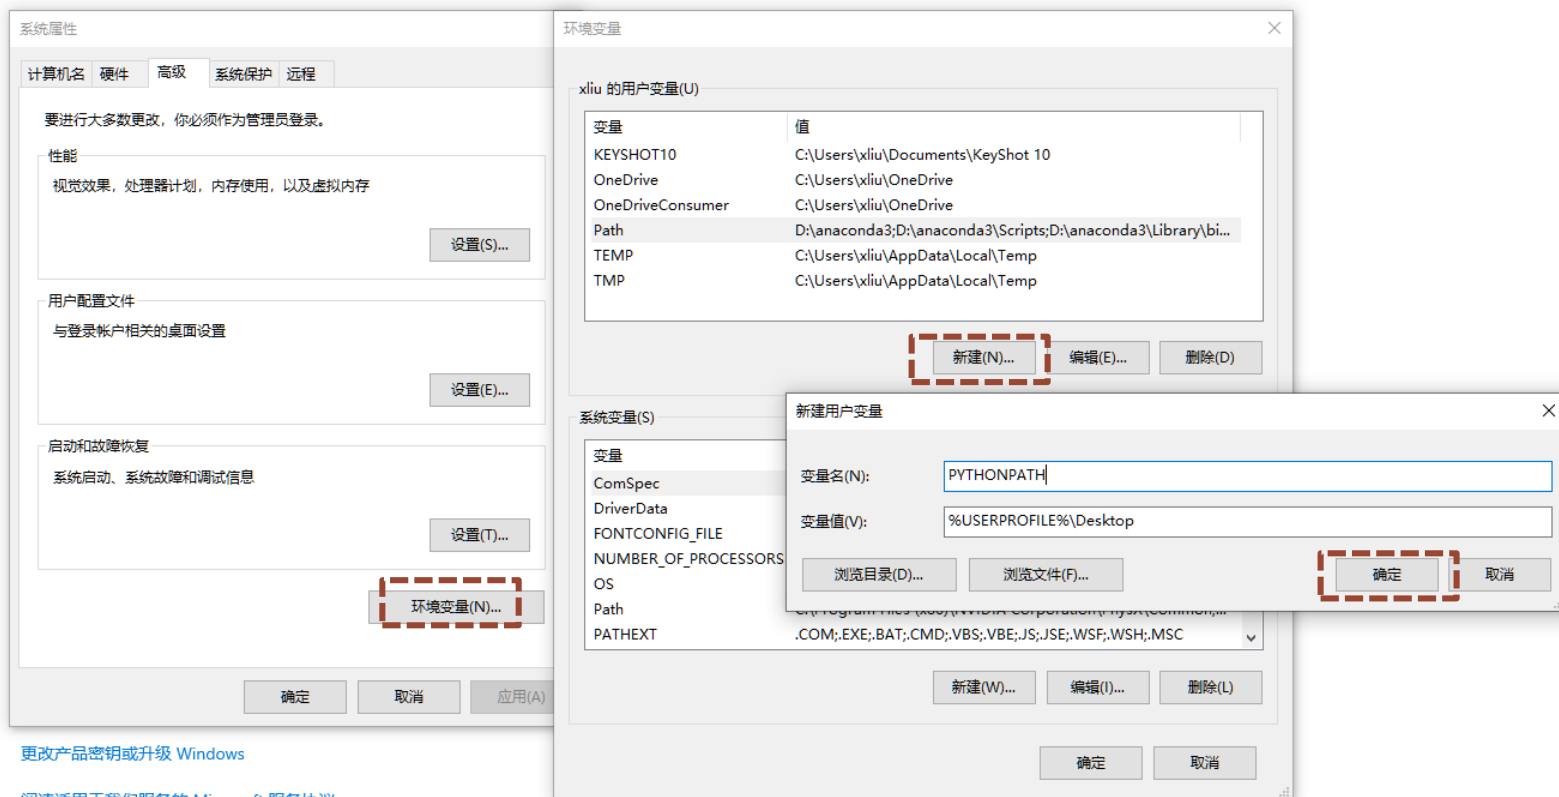 系统属性
计算机名 硬件 高级 系统保护 远程
要进行大多数更改，你必须作为管理员登录。
性能
视觉效果，处理器计划，内存使用，以及虚拟内存
设置(S)...
用户配置文件
与登录帐户相关的桌面设置
设置(E)...
启动和故障恢复
系统启动、系统故障和调试信息
设置(T)...
环境变量(N)...
确定 取消 应用(A)
更改产品密钥或升级 Windows
环境变量
xliu 的用户变量(U)
变量 值
KEYSHOT10 C:\Users\xliu\Documents\KeyShot 10
OneDrive C:\Users\xliu\OneDrive
OneDriveConsumer C:\Users\xliu\OneDrive
Path D:\anaconda3;D:\anaconda3\Scripts;D:\anaconda3\Library\bi...
TEMP C:\Users\xliu\AppData\Local\Temp
TMP C:\Users\xliu\AppData\Local\Temp
新建(N)... 编辑(E)... 删除(D)
系统变量(S)
变量
ComSpec
DriverData
FONTCONFIG_FILE
NUMBER_OF_PROCESSORS
OS
Path
PATHEXT .COM;.EXE;.BAT;.CMD;.VBS;.VBE;.JS;.JSE;.WSF;.WSH;.MSC
新建(W)... 编辑(I)... 删除(L)
确定 取消
新建用户变量
变量名(N): PYTHONPATH
变量值(V): %USERPROFILE%\Desktop
浏览目录(D)... 浏览文件(F)... 确定 取消